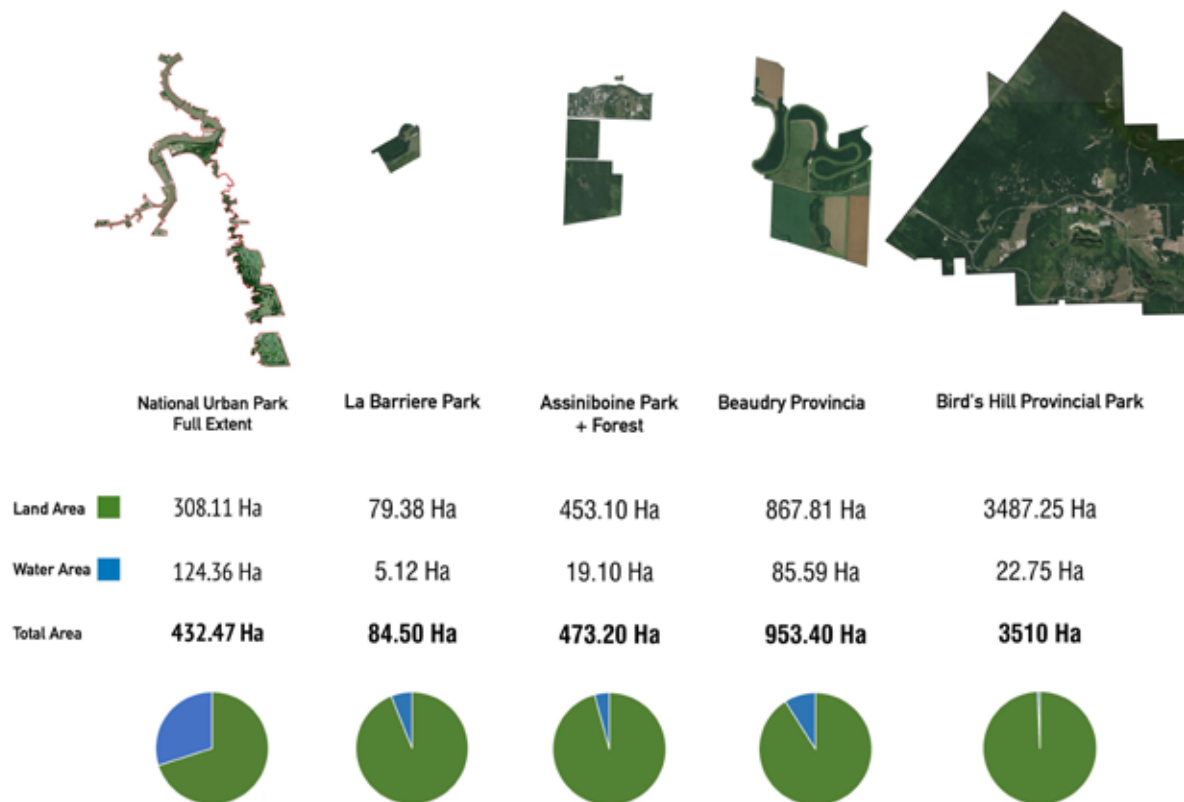 National Urban Park
Full Extent
La Barriere Park
Assiniboine Park
+ Forest
Beaudry Provincia
Bird's Hill Provincial Park
Land Area
308.11 Ha
79.38 Ha
453.10 Ha
867.81 Ha
3487.25 Ha
Water Area
124.36 Ha
5.12 Ha
19.10 Ha
85.59 Ha
22.75 Ha
Total Area
432.47 Ha
84.50 Ha
473.20 Ha
953.40 Ha
3510 Ha